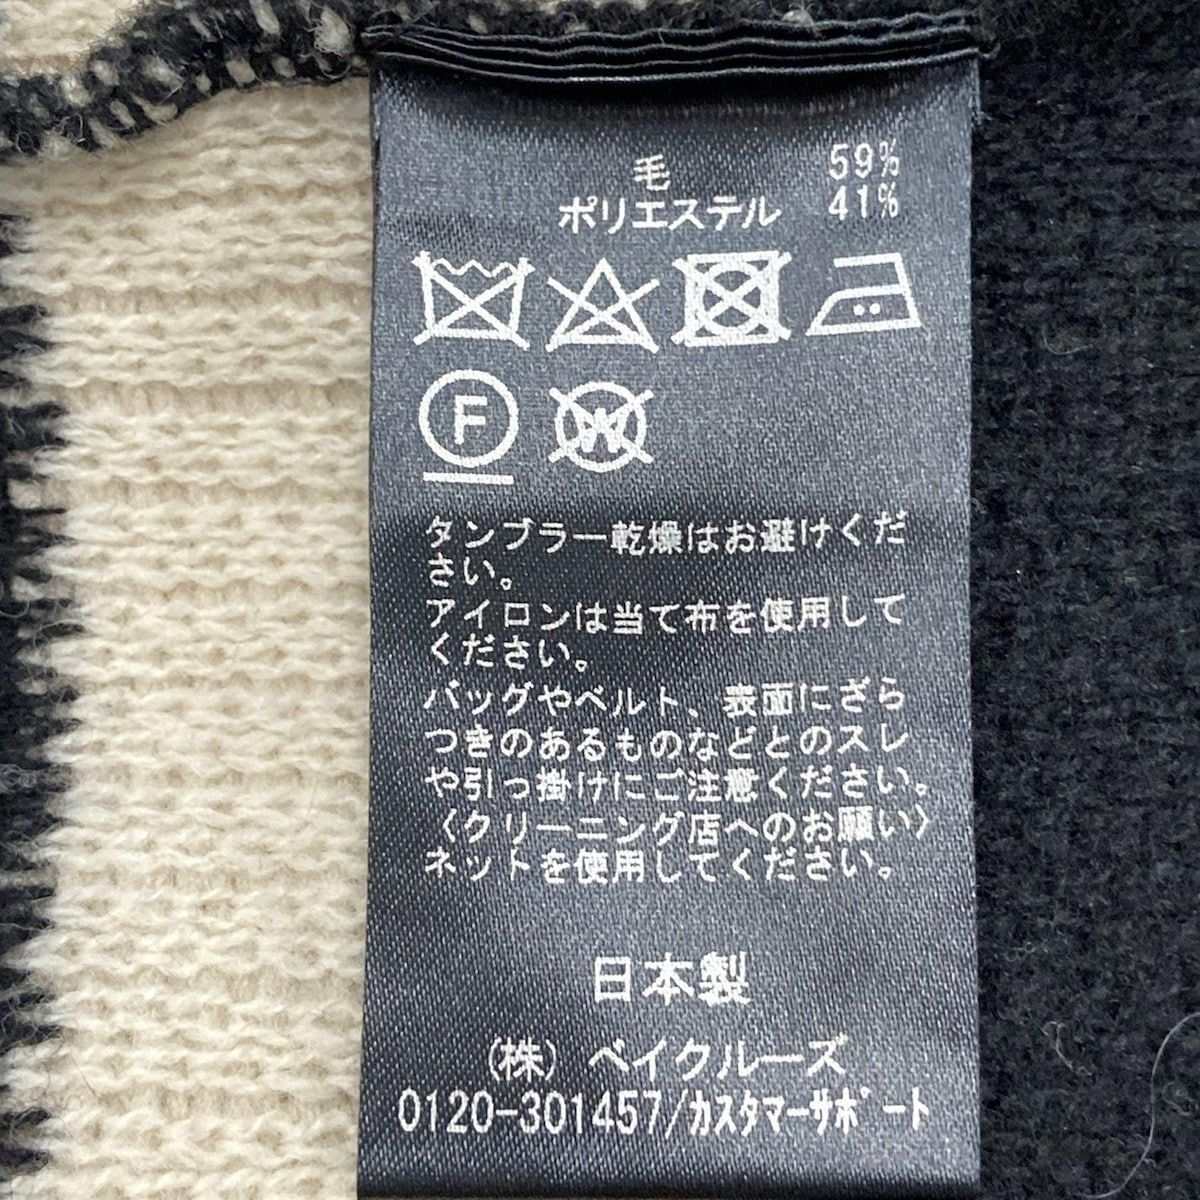 毛 59%
ポリエステル 41%
F W
タンブラー乾燥はお避けくだ
さい。
アイロンは当て布を使用して
ください。
バッグやベルト、表面にざら
つきのあるものなどとのスレ
や引っ掛けにご注意ください。
〈クリーニング店へのお願い〉
ネットを使用してください。
日本製
(株) ベイクルーズ
0120-301457/ｶｽﾀﾏｰｻﾎﾟｰﾄ